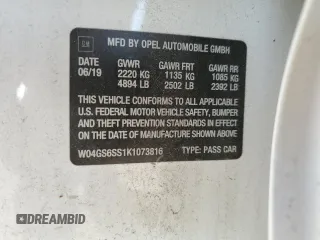 GM
MFD BY OPEL AUTOMOBILE GMBH
DATE GVWR GAWR FRT GAWR RR
06/19 2220 KG 1135 KG 1085 KG
4894 LB 2502 LB 2392 LB
THIS VEHICLE CONFORMS TO ALL APPLICABLE
U.S. FEDERAL MOTOR VEHICLE SAFETY, BUMPER
AND THEFT PREVENTION STANDARDS IN EFFECT
ON THE DATE OF MANUFACTURE SHOWN ABOVE.
W04GS6SS1K1073816 TYPE: PASS CAR
DREAMBID